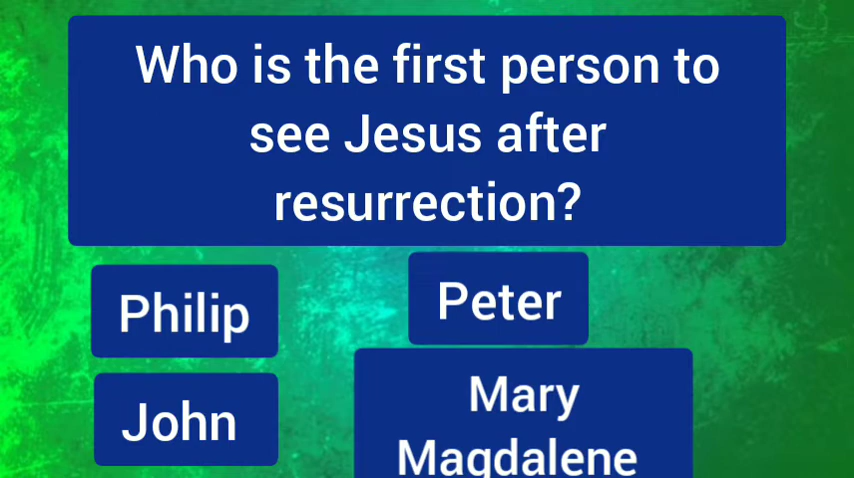 Who is the first person to
see Jesus after
resurrection?
Philip
Peter
John
Mary
Magdalene